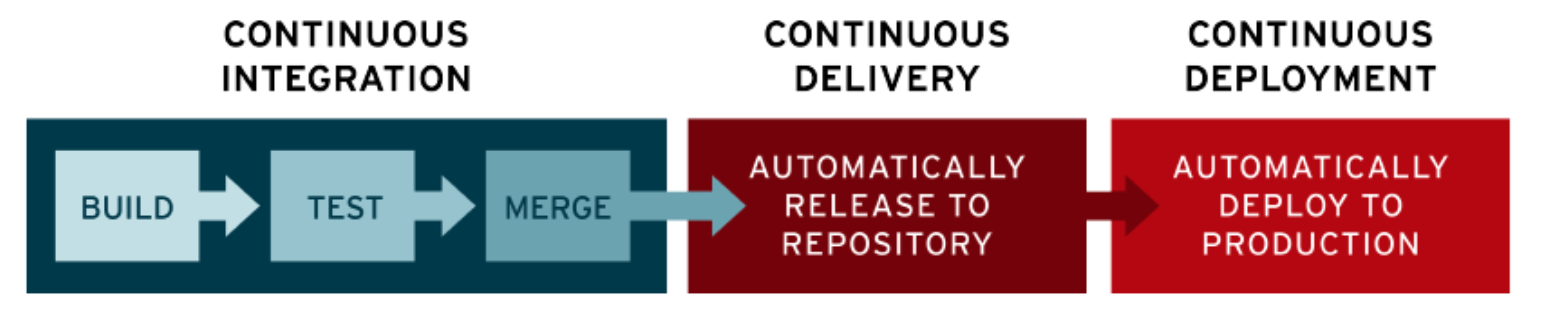 CONTINUOUS
INTEGRATION
CONTINUOUS
DELIVERY
CONTINUOUS
DEPLOYMENT
BUILD
TEST
MERGE
AUTOMATICALLY
RELEASE TO
REPOSITORY
AUTOMATICALLY
DEPLOY TO
PRODUCTION